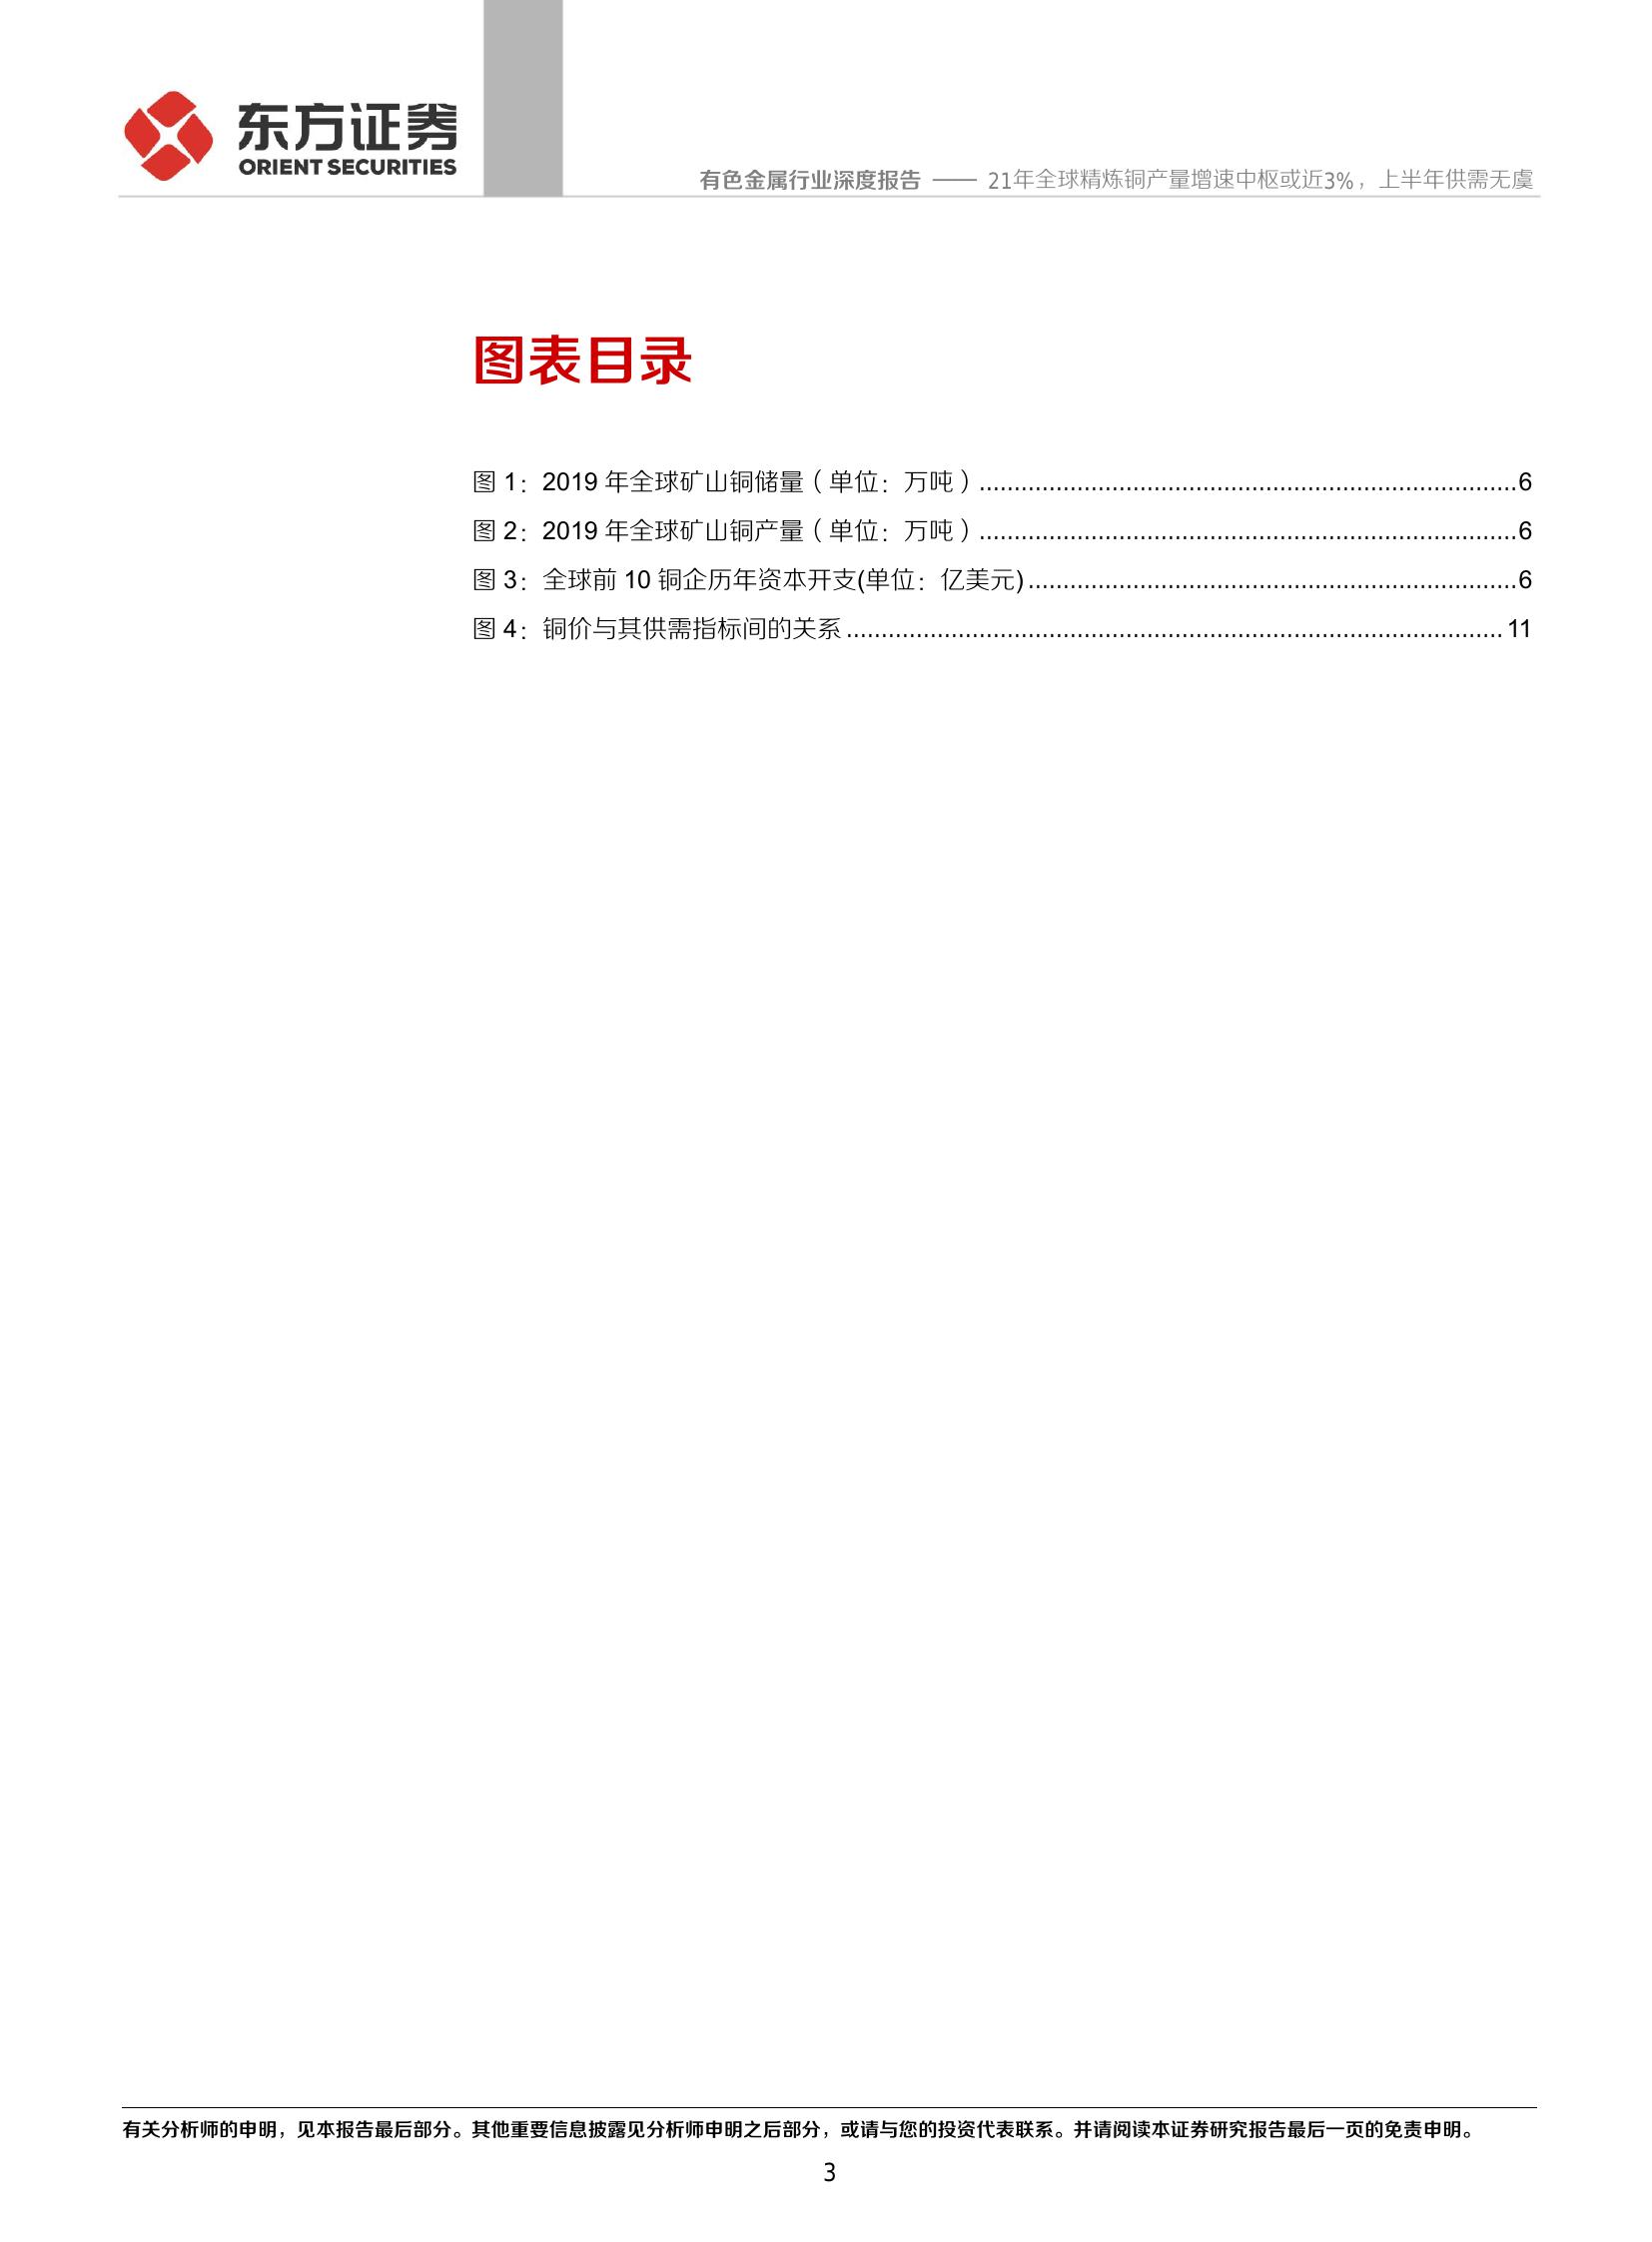 东方证券
ORIENT SECURITIES
有色金属行业深度报告 —— 21年全球精炼铜产量增速中枢或近3%，上半年供需无虞
图表目录
图 1：2019 年全球矿山铜储量（单位：万吨）........................................................................6
图 2：2019 年全球矿山铜产量（单位：万吨）........................................................................6
图 3：全球前 10 铜企历年资本开支(单位：亿美元)..................................................................6
图 4：铜价与其供需指标间的关系........................................................................................11
有关分析师的申明，见本报告最后部分。其他重要信息披露见分析师申明之后部分，或请与您的投资代表联系。并请阅读本证券研究报告最后一页的免责申明。
3